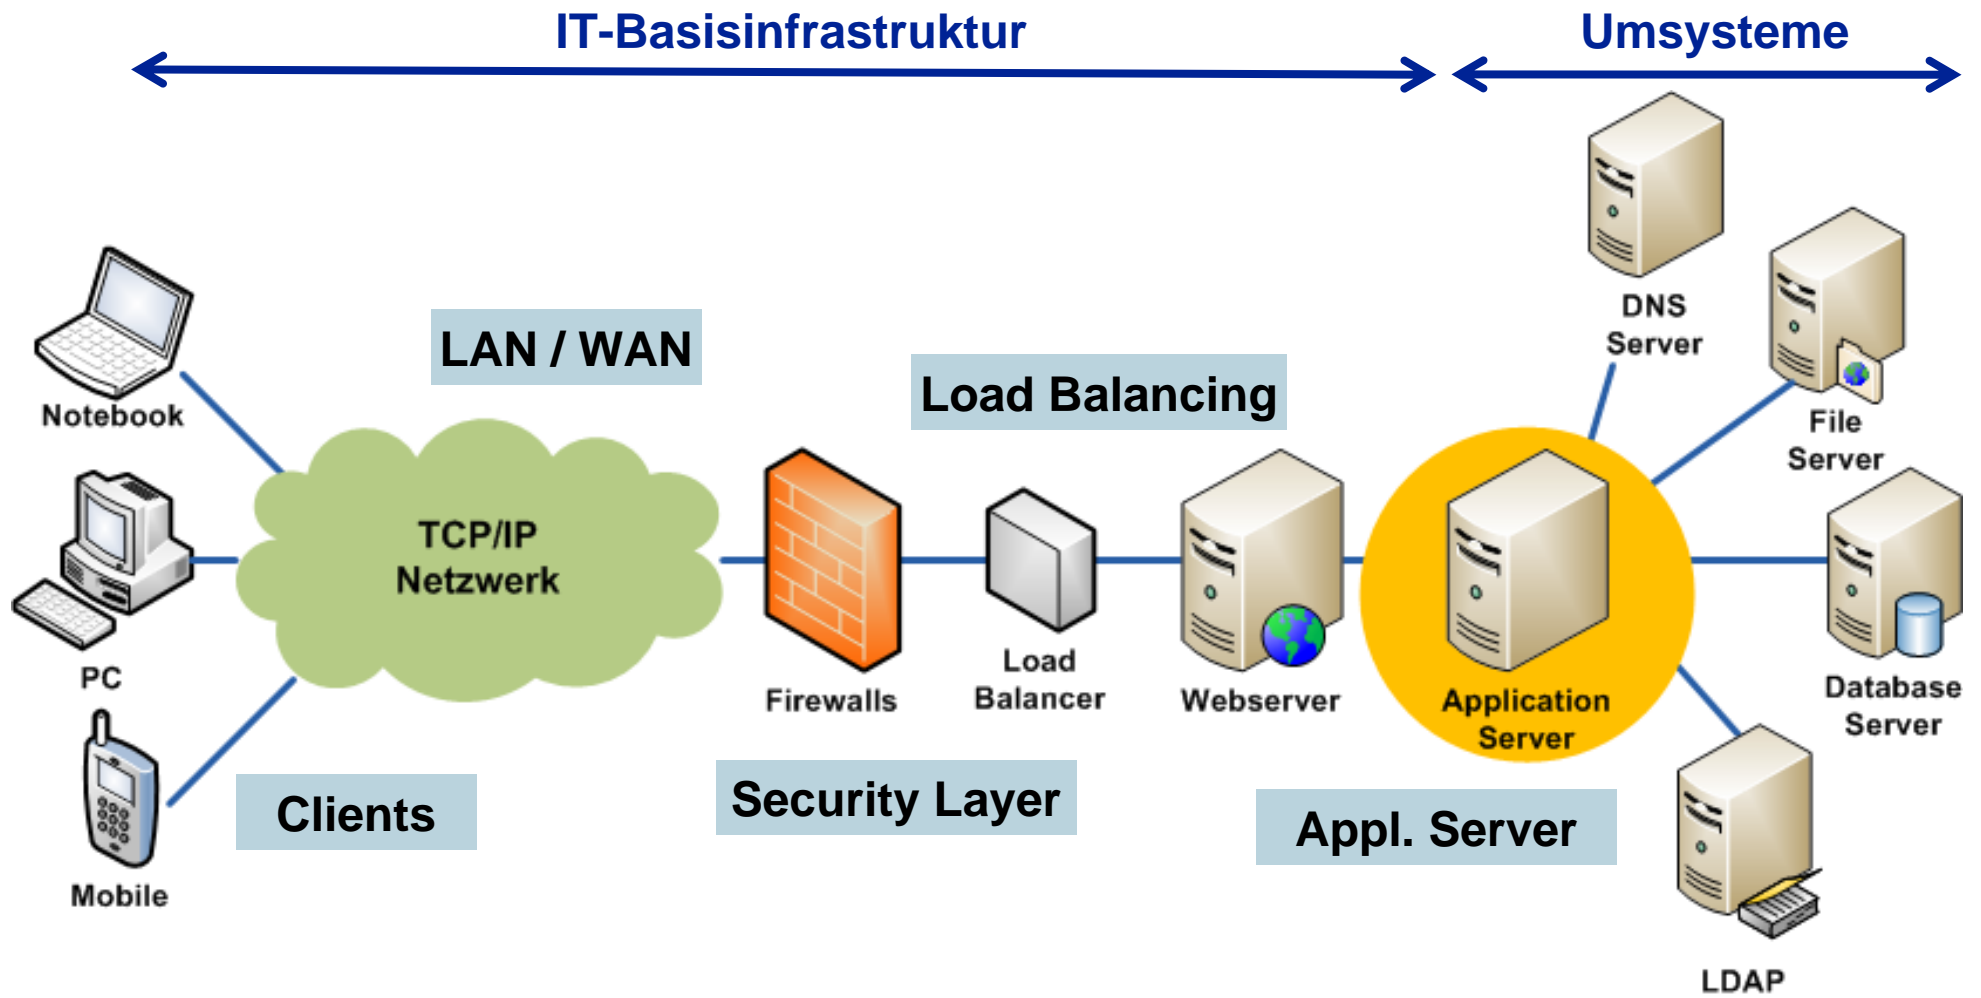 IT-Basisinfrastruktur
Umsysteme
DNS
Server
File
Server
LAN / WAN
Load Balancing
Notebook
TCP/IP
Netzwerk
PC
Firewalls
Load
Balancer
Webserver
Application
Server
Database
Server
Clients
Security Layer
Appl. Server
Mobile
LDAP